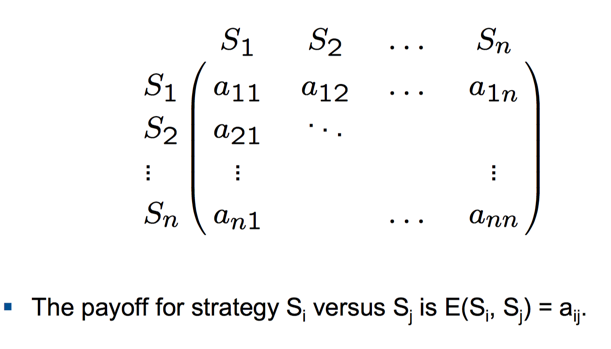 S₁ S₂ ... Sₙ
S₁ a₁₁ a₁₂ ... a₁ₙ
S₂ a₂₁ ⋱
⋮ ⋮ ⋮
Sₙ aₙ₁ ... aₙₙ
▪ The payoff for strategy Sᵢ versus Sⱼ is E(Sᵢ, Sⱼ) = aᵢⱼ.